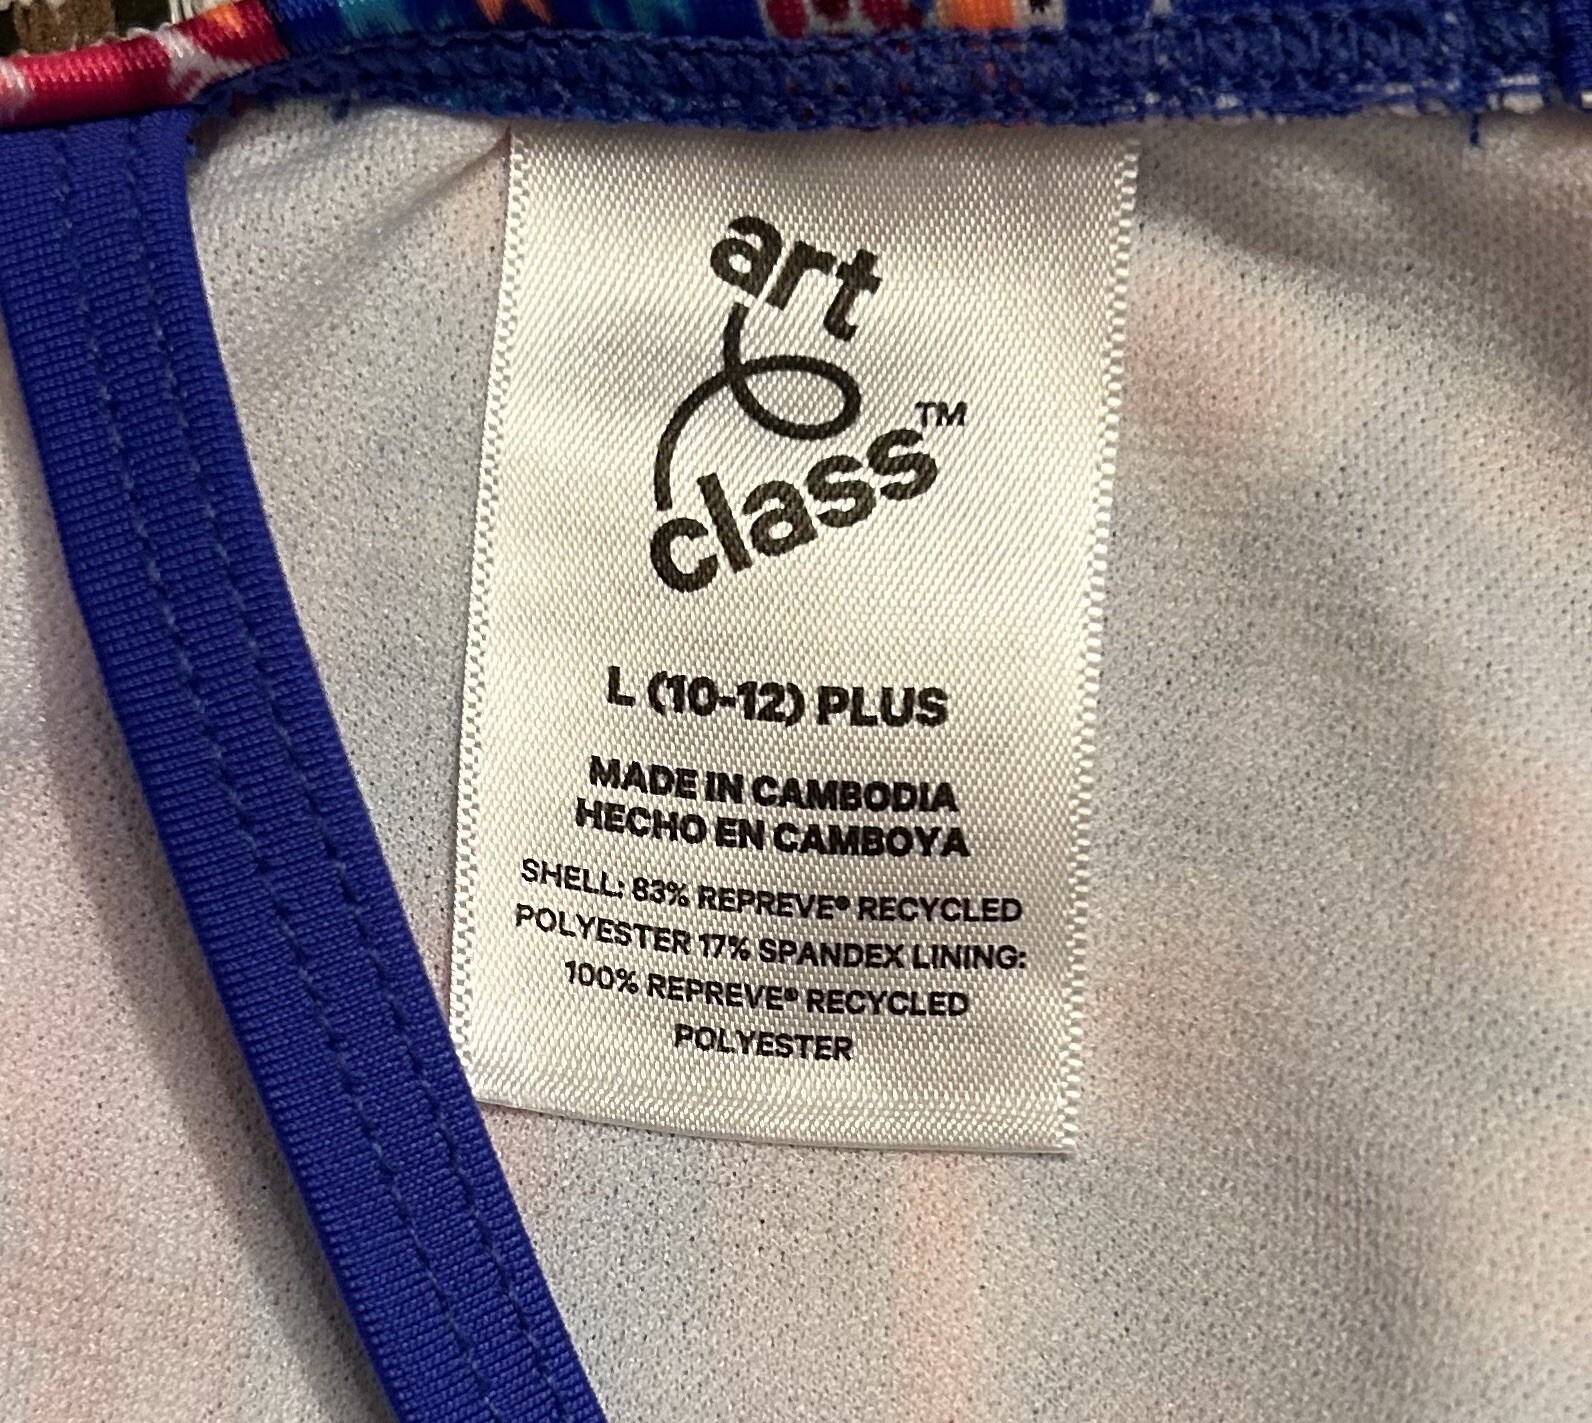 art
class™
L (10-12) PLUS
MADE IN CAMBODIA
HECHO EN CAMBOYA
SHELL: 83% REPREVE® RECYCLED
POLYESTER 17% SPANDEX LINING:
100% REPREVE® RECYCLED
POLYESTER